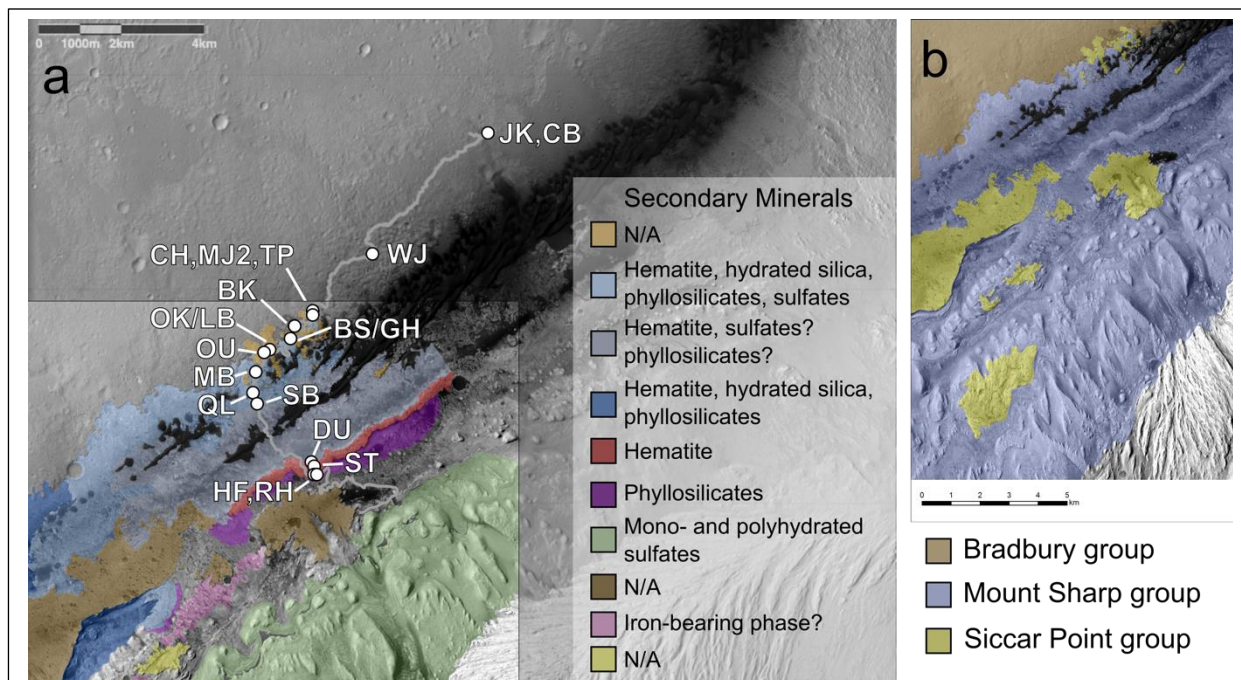 0 1000m 2km 4km
a
JK,CB
WJ
CH,MJ2,TP
BK
OK/LB
BS/GH
OU
MB
QL
SB
DU
ST
HF,RH
Secondary Minerals
N/A
Hematite, hydrated silica,
phyllosilicates, sulfates
Hematite, sulfates?
phyllosilicates?
Hematite, hydrated silica,
phyllosilicates
Hematite
Phyllosilicates
Mono- and polyhydrated
sulfates
N/A
Iron-bearing phase?
N/A
b
0 1 2 3 4 5
km
Bradbury group
Mount Sharp group
Siccar Point group